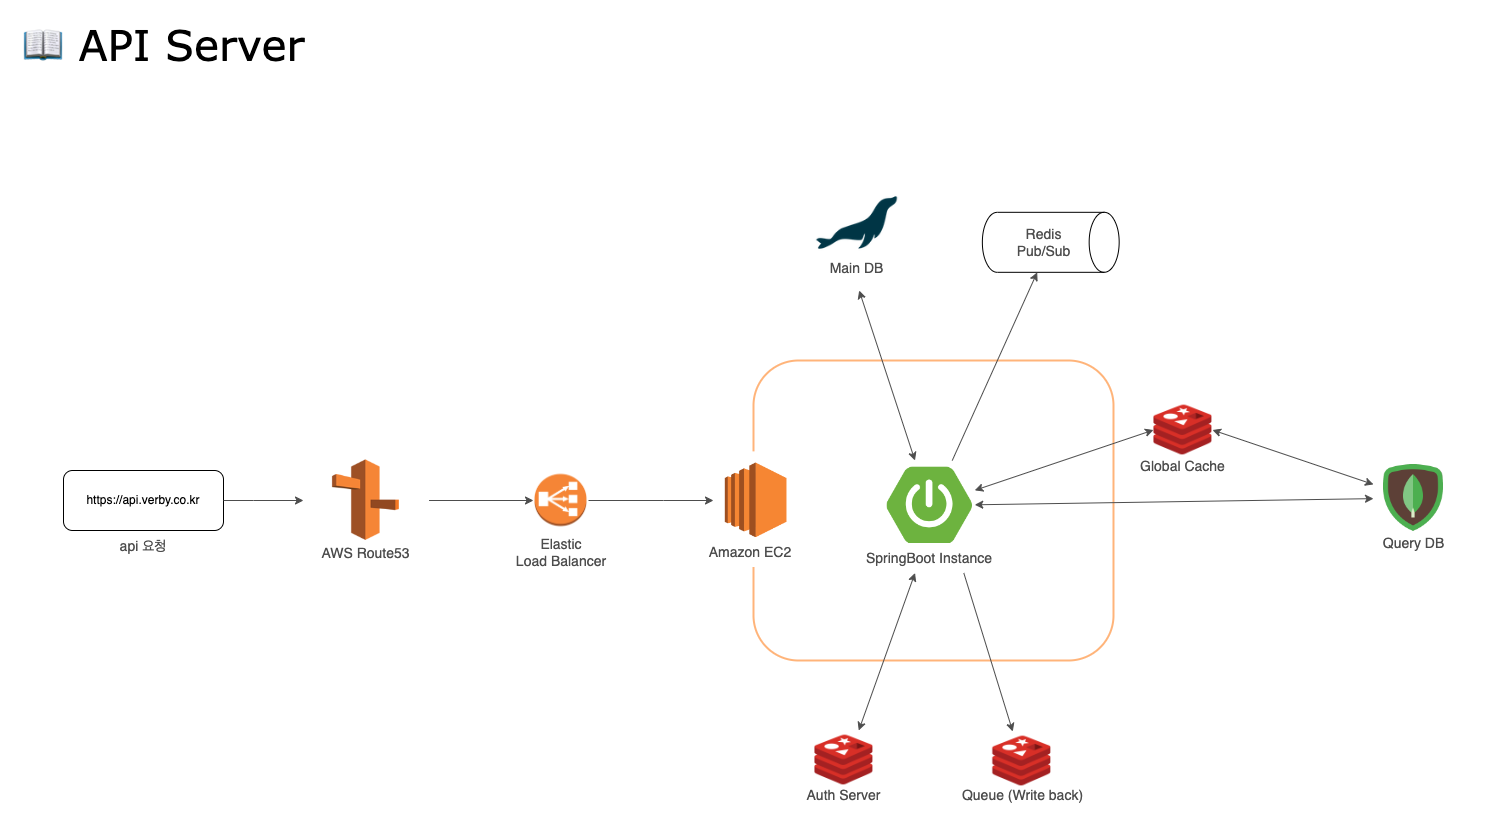 API Server
Main DB
Redis
Pub/Sub
Global Cache
https://api.verby.co.kr
api 요청
AWS Route53
Elastic
Load Balancer
Amazon EC2
SpringBoot Instance
Query DB
Auth Server
Queue (Write back)